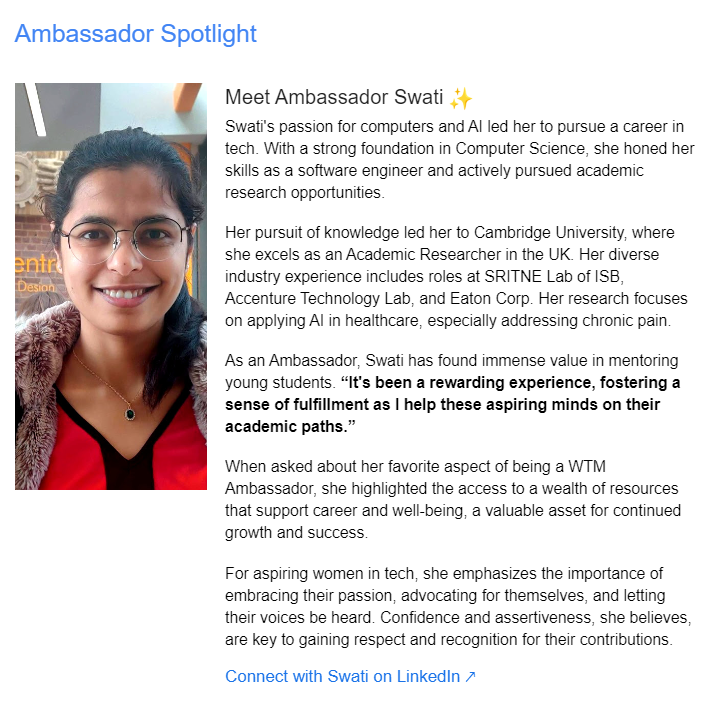 Ambassador Spotlight
Meet Ambassador Swati ✨
Swati's passion for computers and AI led her to pursue a career in
tech. With a strong foundation in Computer Science, she honed her
skills as a software engineer and actively pursued academic
research opportunities.
Her pursuit of knowledge led her to Cambridge University, where
she excels as an Academic Researcher in the UK. Her diverse
industry experience includes roles at SRITNE Lab of ISB,
Accenture Technology Lab, and Eaton Corp. Her research focuses
on applying AI in healthcare, especially addressing chronic pain.
As an Ambassador, Swati has found immense value in mentoring
young students. “It's been a rewarding experience, fostering a
sense of fulfillment as I help these aspiring minds on their
academic paths.”
When asked about her favorite aspect of being a WTM
Ambassador, she highlighted the access to a wealth of resources
that support career and well-being, a valuable asset for continued
growth and success.
For aspiring women in tech, she emphasizes the importance of
embracing their passion, advocating for themselves, and letting
their voices be heard. Confidence and assertiveness, she believes,
are key to gaining respect and recognition for their contributions.
Connect with Swati on LinkedIn ↗
Design